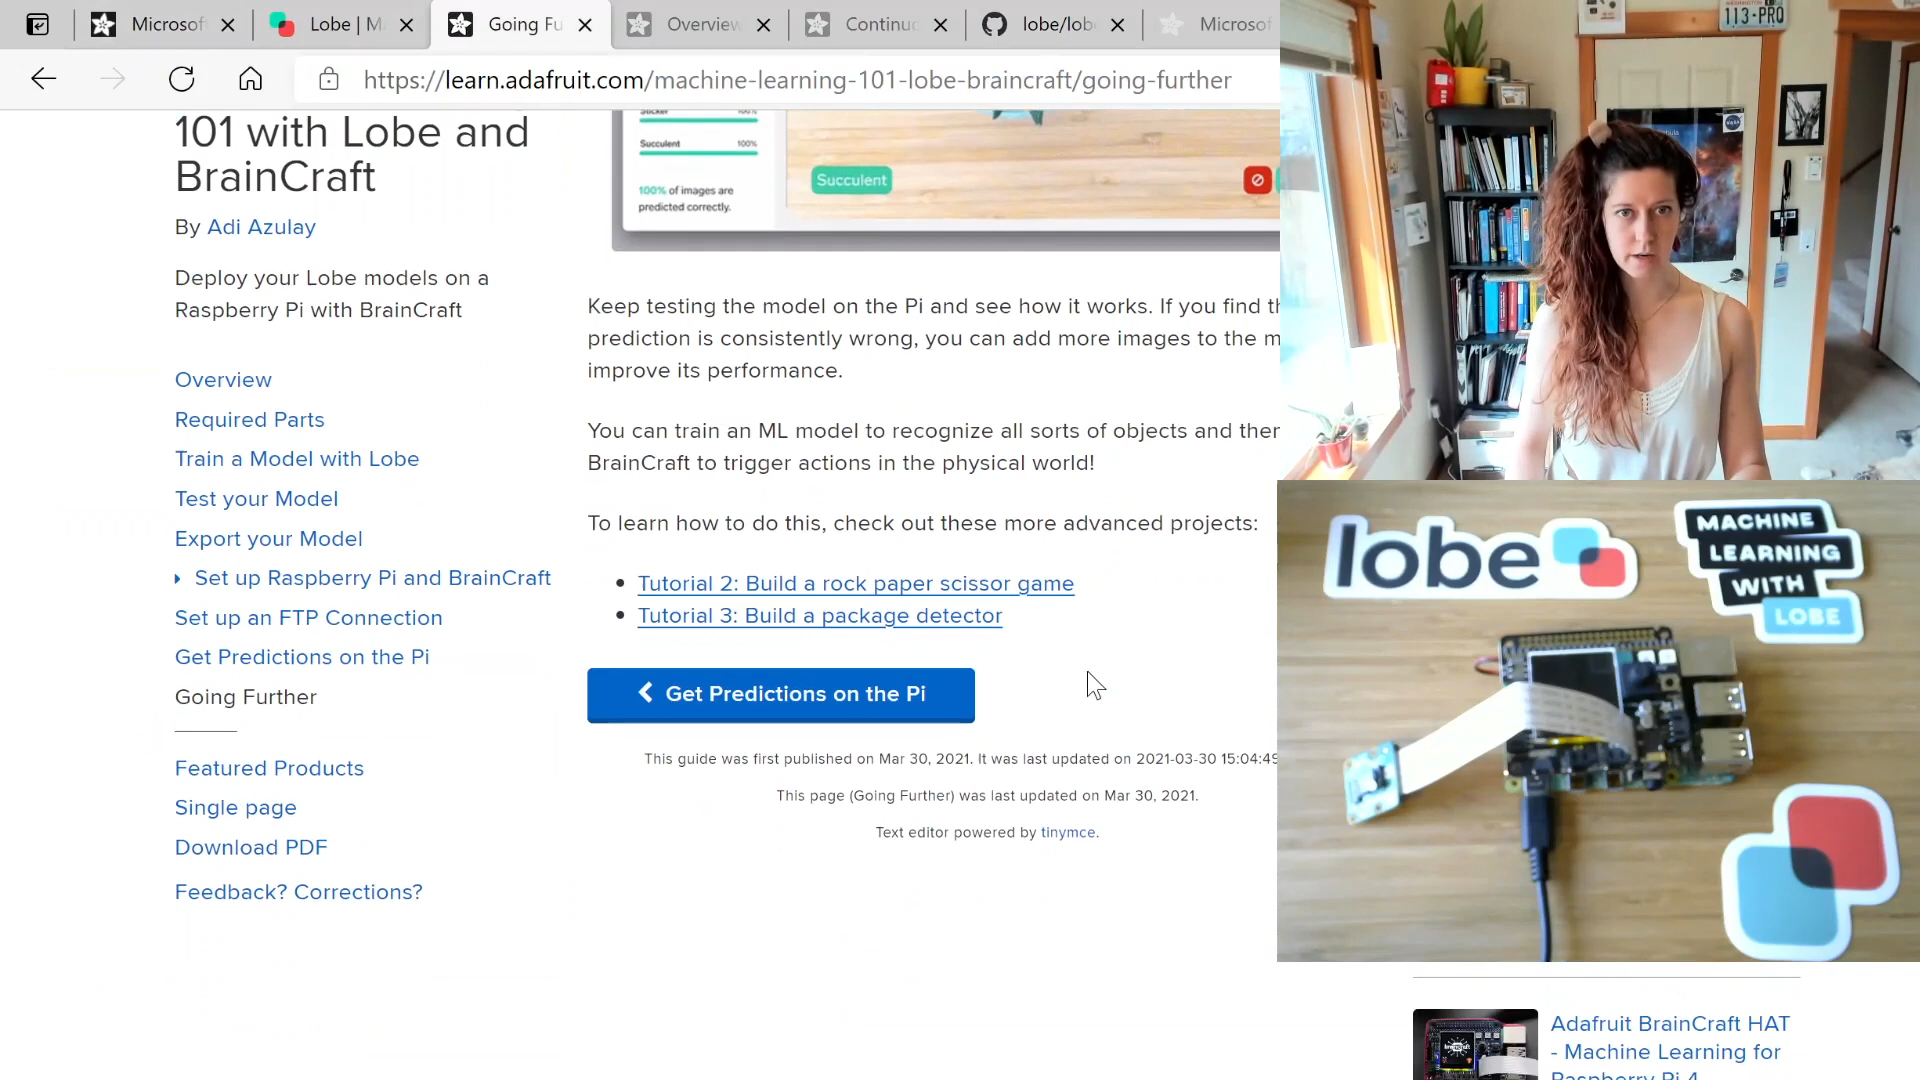 Microsof
Lobe | M
Going Fu
Overview
Continuc
lobe/lob
Microsof
https://learn.adafruit.com/machine-learning-101-lobe-braincraft/going-further
101 with Lobe and
BrainCraft
By Adi Azulay
Deploy your Lobe models on a
Raspberry Pi with BrainCraft
Overview
Required Parts
Train a Model with Lobe
Test your Model
Export your Model
Set up Raspberry Pi and BrainCraft
Set up an FTP Connection
Get Predictions on the Pi
Going Further
Featured Products
Single page
Download PDF
Feedback? Corrections?
100%
Succulent 100%
100% of images are
predicted correctly.
Succulent
Keep testing the model on the Pi and see how it works. If you find th
prediction is consistently wrong, you can add more images to the m
improve its performance.
You can train an ML model to recognize all sorts of objects and then
BrainCraft to trigger actions in the physical world!
To learn how to do this, check out these more advanced projects:
Tutorial 2: Build a rock paper scissor game
Tutorial 3: Build a package detector
Get Predictions on the Pi
This guide was first published on Mar 30, 2021. It was last updated on 2021-03-30 15:04:49
This page (Going Further) was last updated on Mar 30, 2021.
Text editor powered by tinymce.
113-PRQ
lobe
MACHINE
LEARNING
WITH
LOBE
Adafruit BrainCraft HAT
- Machine Learning for
Raspberry Pi 4